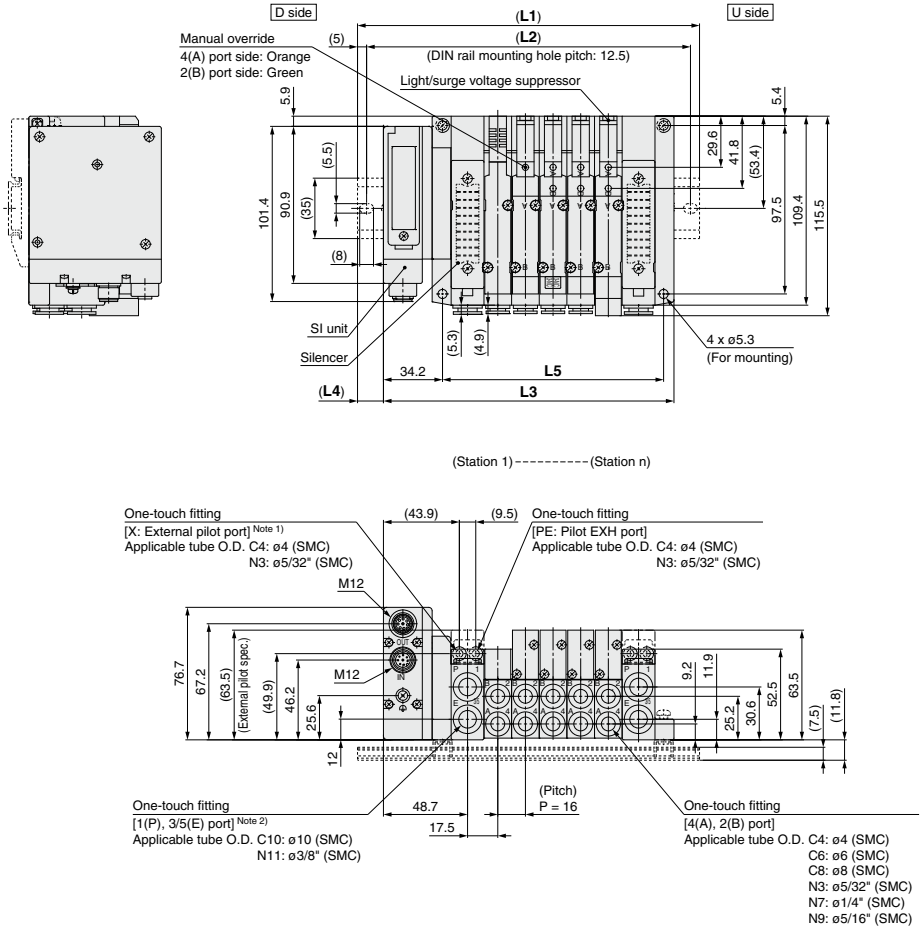 D side
(L1)
U side
Manual override
4(A) port side: Orange
2(B) port side: Green
(5)
(L2)
(DIN rail mounting hole pitch: 12.5)
Light/surge voltage suppressor
5.9
5.4
101.4
90.9
(35)
(5.5)
(8)
29.6
41.8
(53.4)
97.5
109.4
115.5
A
B
SI unit
Silencer
(5.3)
(4.9)
4 x ø5.3
(For mounting)
34.2
L5
(L4)
L3
(Station 1)
(Station n)
One-touch fitting
[X: External pilot port] Note 1)
Applicable tube O.D. C4: ø4 (SMC)
N3: ø5/32" (SMC)
(43.9)
(9.5)
One-touch fitting
[PE: Pilot EXH port]
Applicable tube O.D. C4: ø4 (SMC)
N3: ø5/32" (SMC)
M12
M12
OUT
IN
76.7
67.2
(63.5)
(External pilot spec.)
(49.9)
46.2
25.6
12
P
E
B 2
A 4
9.2
11.9
25.2
30.6
52.5
63.5
(7.5)
(11.8)
48.7
17.5
(Pitch)
P = 16
One-touch fitting
[1(P), 3/5(E) port] Note 2)
Applicable tube O.D. C10: ø10 (SMC)
N11: ø3/8" (SMC)
One-touch fitting
[4(A), 2(B) port]
Applicable tube O.D. C4: ø4 (SMC)
C6: ø6 (SMC)
C8: ø8 (SMC)
N3: ø5/32" (SMC)
N7: ø1/4" (SMC)
N9: ø5/16" (SMC)